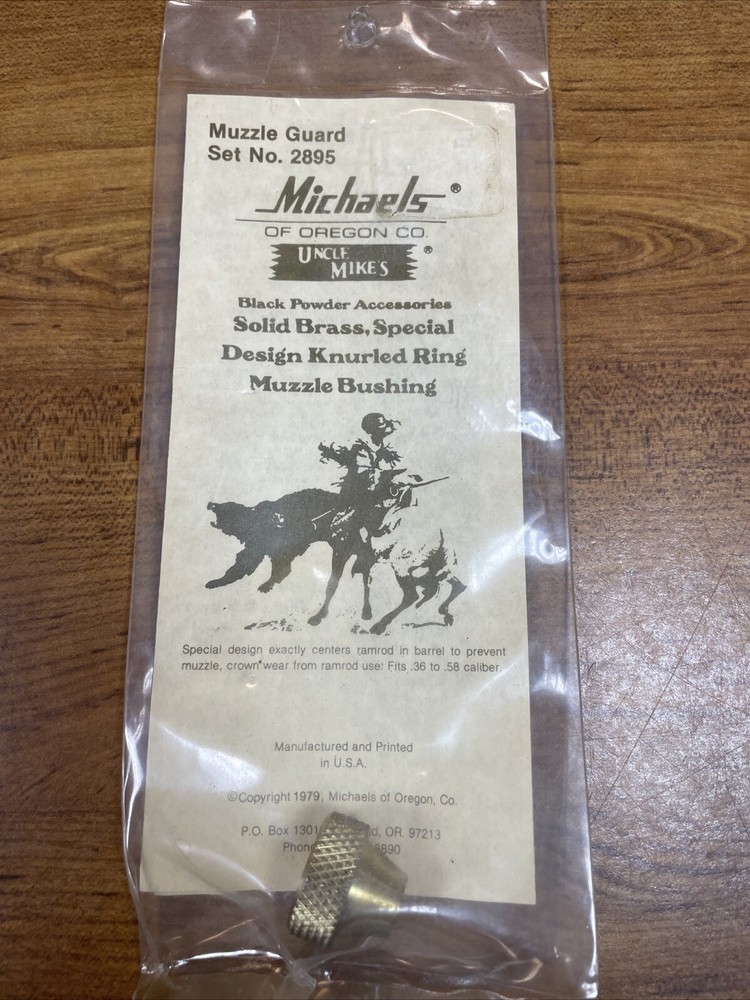 Muzzle Guard
Set No. 2895
Michaels ®
OF OREGON CO.
UNCLE MIKE'S ®
Black Powder Accessories
Solid Brass, Special
Design Knurled Ring
Muzzle Bushing
Special design exactly centers ramrod in barrel to prevent
muzzle, crown wear from ramrod use. Fits .36 to .58 caliber.
Manufactured and Printed
in U.S.A.
©Copyright 1979, Michaels of Oregon, Co.
P.O. Box 1301 OR. 97213
8890